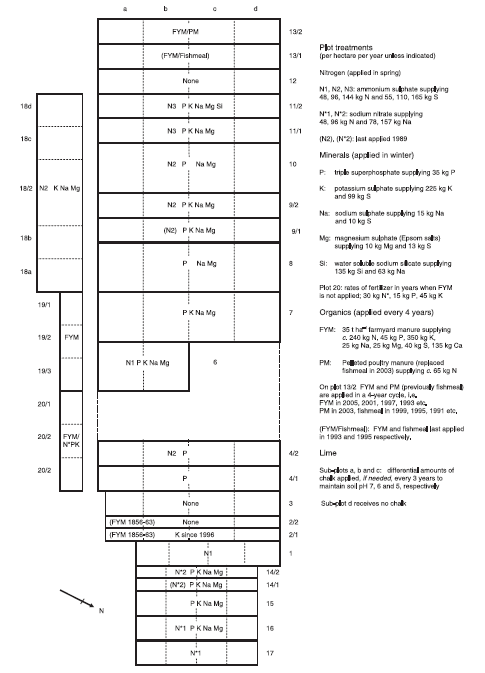 a b c d
FYM/PM 13/2
(FYM/Fishmeal) 13/1
None 12
18d N3 P K Na Mg Si 11/2
18c N3 P K Na Mg 11/1
N2 P Na Mg 10
18/2 N2 K Na Mg
N2 P K Na Mg 9/2
18b (N2) P K Na Mg 9/1
18a P Na Mg 8
19/1 P K Na Mg 7
19/2 FYM
19/3 N1 P K Na Mg 6
20/1
20/2 FYM/
N*PK
20/2 N2 P 4/2
P 4/1
None 3
(FYM 1856-63) None 2/2
(FYM 1856-63) K since 1996 2/1
N1 1
N*2 P K Na Mg 14/2
(N*2) P K Na Mg 14/1
P K Na Mg 15
N*1 P K Na Mg 16
N*1 17
N
Plot treatments
(per hectare per year unless indicated)
Nitrogen (applied in spring)
N1, N2, N3: ammonium sulphate supplying
48, 96, 144 kg N and 55, 110, 165 kg S
N*1, N*2: sodium nitrate supplying
48, 96 kg N and 78, 157 kg Na
(N2), (N*2): last applied 1989
Minerals (applied in winter)
P: triple superphosphate supplying 35 kg P
K: potassium sulphate supplying 225 kg K
and 99 kg S
Na: sodium sulphate supplying 15 kg Na
and 10 kg S
Mg: magnesium sulphate (Epsom salts)
supplying 10 kg Mg and 13 kg S
Si: water soluble sodium silicate supplying
135 kg Si and 63 kg Na
Plot 20: rates of fertilizer in years when FYM
is not applied; 30 kg N*, 15 kg P, 45 kg K
Organics (applied every 4 years)
FYM: 35 t ha⁻¹ farmyard manure supplying
c. 240 kg N, 45 kg P, 350 kg K,
25 kg Na, 25 kg Mg, 40 kg S, 135 kg Ca
PM: Pelleted poultry manure (replaced
fishmeal in 2003) supplying c. 65 kg N
On plot 13/2 FYM and PM (previously fishmeal)
are applied in a 4-year cycle, i.e.
FYM in 2005, 2001, 1997, 1993 etc.
PM in 2003, fishmeal in 1999, 1995, 1991 etc.
(FYM/Fishmeal): FYM and fishmeal last applied
in 1993 and 1995 respectively.
Lime
Sub-plots a, b and c: differential amounts of
chalk applied, if needed, every 3 years to
maintain soil pH 7, 6 and 5, respectively
Sub-plot d receives no chalk